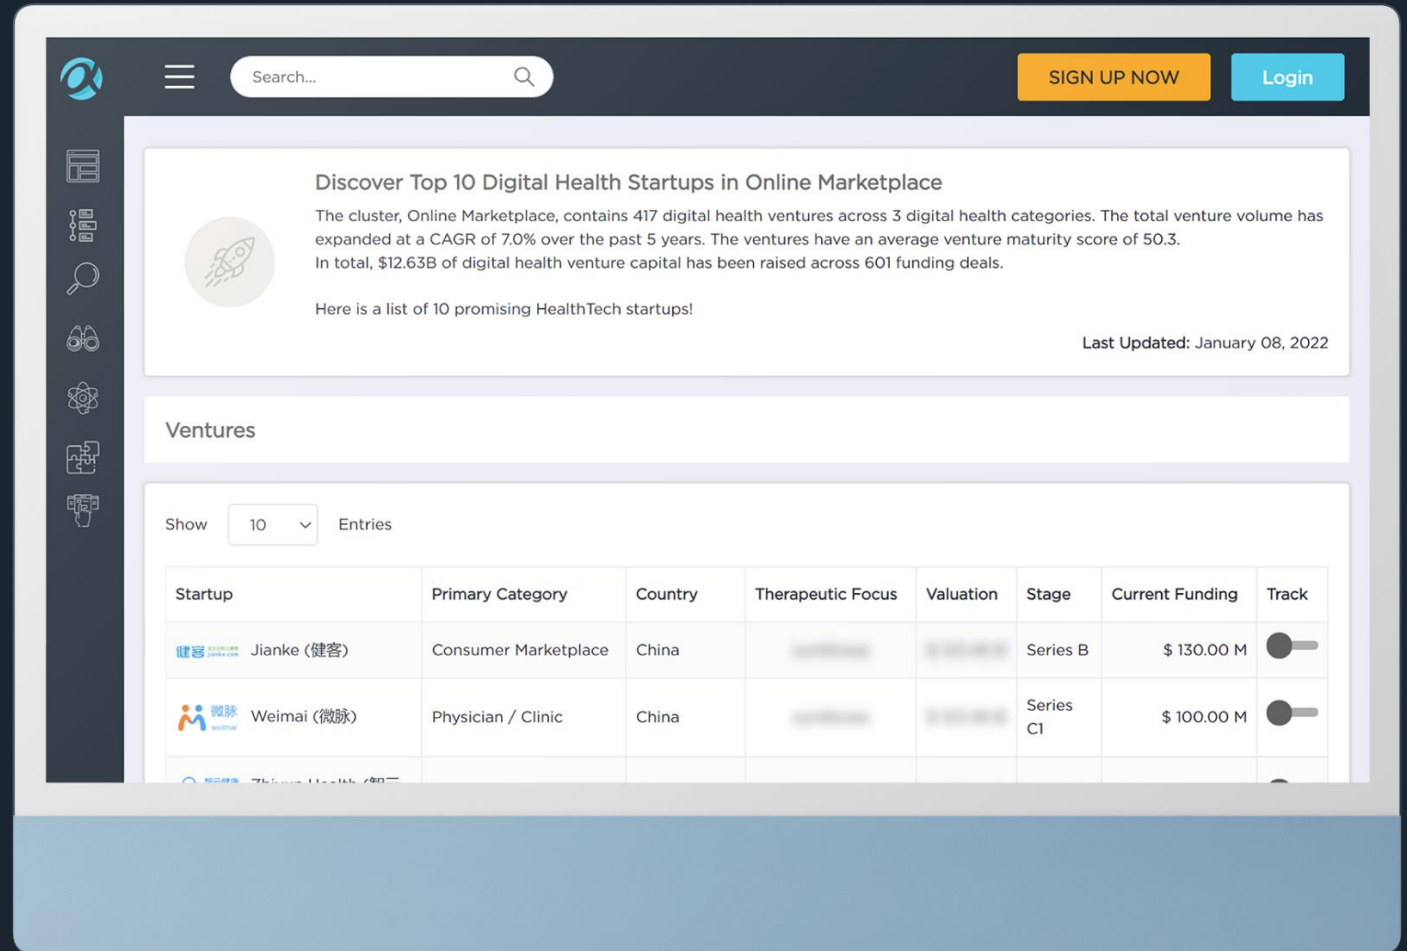 Search...
SIGN UP NOW
Login
Discover Top 10 Digital Health Startups in Online Marketplace
The cluster, Online Marketplace, contains 417 digital health ventures across 3 digital health categories. The total venture volume has
expanded at a CAGR of 7.0% over the past 5 years. The ventures have an average venture maturity score of 50.3.
In total, $12.63B of digital health venture capital has been raised across 601 funding deals.
Here is a list of 10 promising HealthTech startups!
Last Updated: January 08, 2022
Ventures
Show 10 Entries
Startup Primary Category Country Therapeutic Focus Valuation Stage Current Funding Track
健客 jianke.com Jianke (健客) Consumer Marketplace China Series B $ 130.00 M
微脉 weimai Weimai (微脉) Physician / Clinic China Series C1 $ 100.00 M